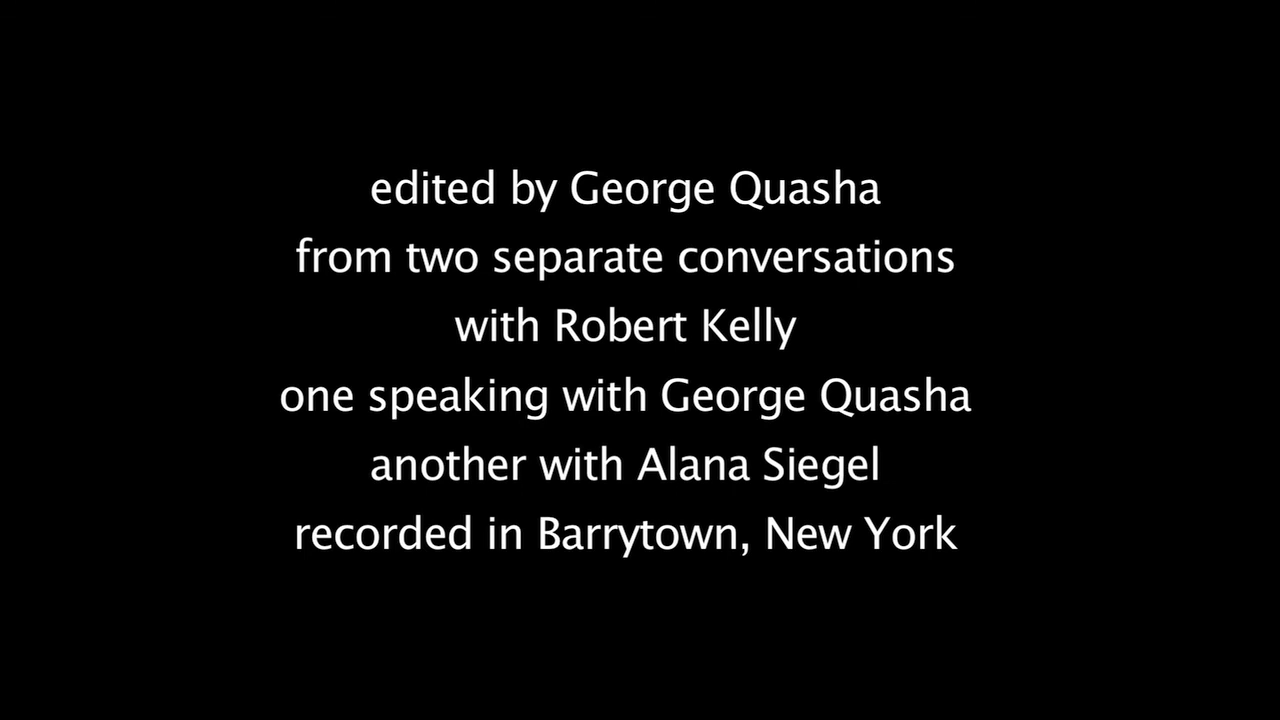 edited by George Quasha
from two separate conversations
with Robert Kelly
one speaking with George Quasha
another with Alana Siegel
recorded in Barrytown, New York